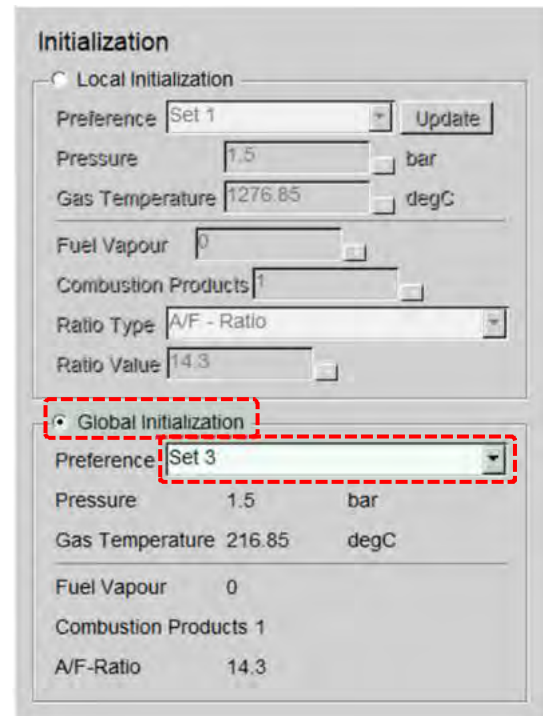 Initialization
Local Initialization
Preference Set 1 Update
Pressure 1.5 bar
Gas Temperature 1276.85 degC
Fuel Vapour 0
Combustion Products 1
Ratio Type A/F - Ratio
Ratio Value 14.3
Global Initialization
Preference Set 3
Pressure 1.5 bar
Gas Temperature 216.85 degC
Fuel Vapour 0
Combustion Products 1
A/F-Ratio 14.3